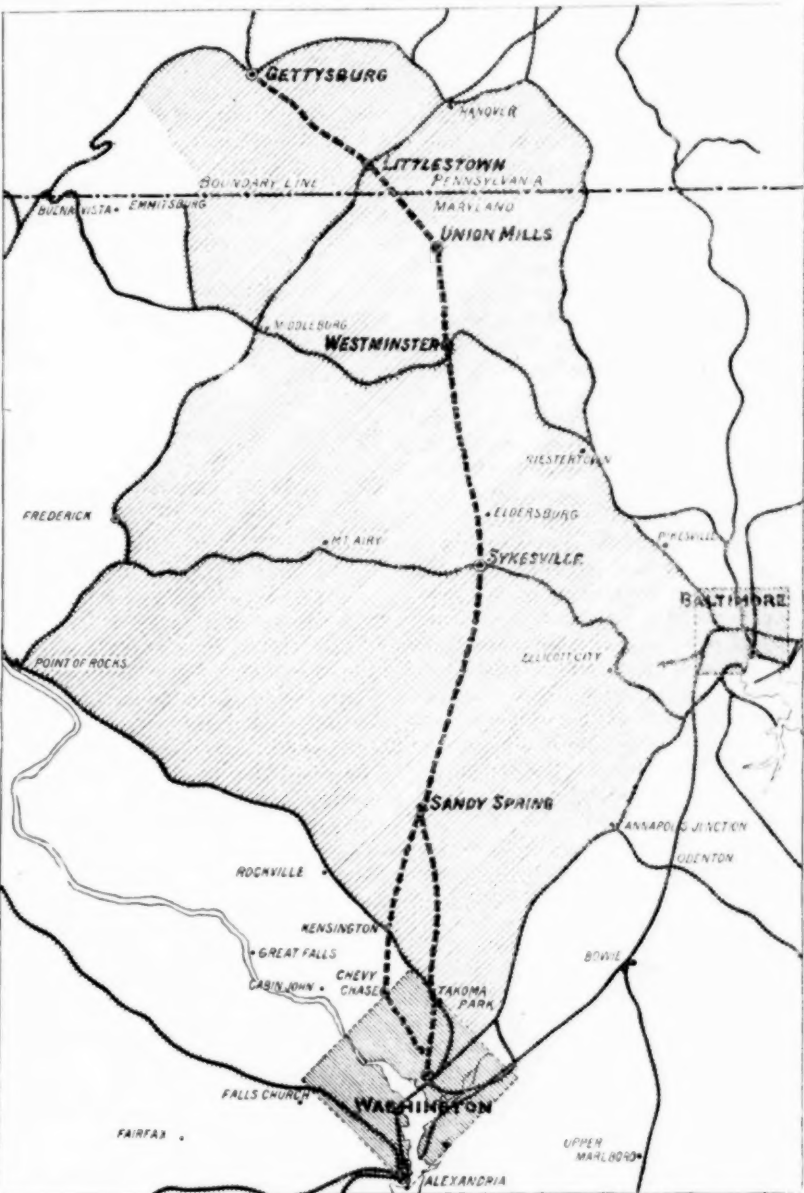 GETTYSBURG
HANOVER
LITTLESTOWN
BOUNDARY LINE
PENNSYLVANIA
MARYLAND
BUENA VISTA
EMMITSBURG
UNION MILLS
MIDDLEBURG
WESTMINSTER
RIESTERTOWN
FREDERICK
ELDERSBURG
MT. AIRY
PIKESVILLE
SYKESVILLE
BALTIMORE
POINT OF ROCKS
ELLICOTT CITY
SANDY SPRING
ANNAPOLIS JUNCTION
ODENTON
ROCKVILLE
KENSINGTON
GREAT FALLS
BOWIE
CABIN JOHN
CHEVY
CHASE
TAKOMA
PARK
FALLS CHURCH
WASHINGTON
FAIRFAX
UPPER
MARLBORO
ALEXANDRIA